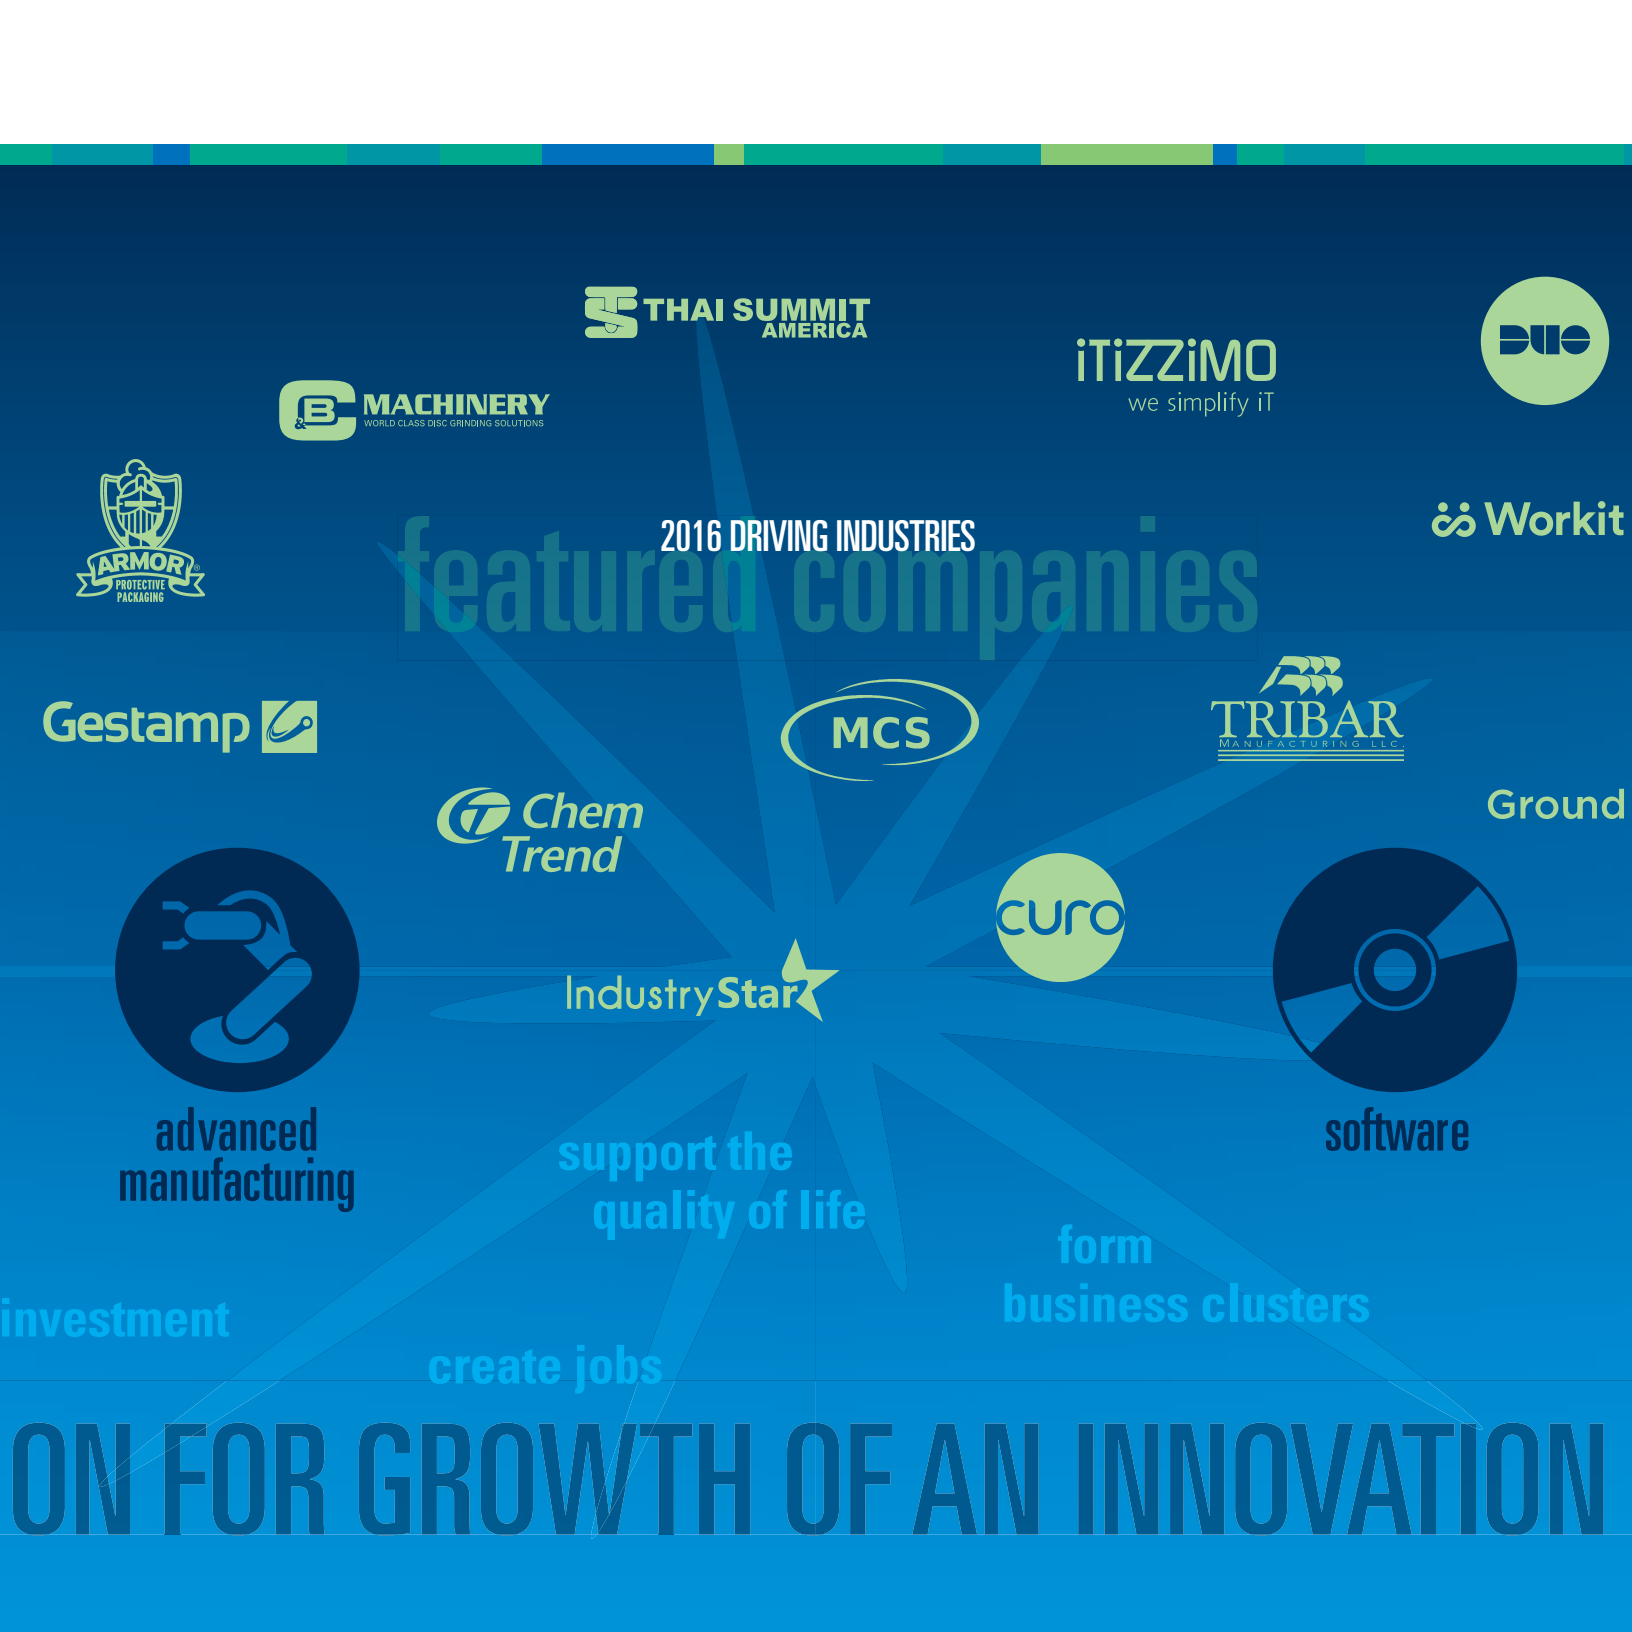 THAI SUMMIT
AMERICA
DUO
iTiZZiMO
we simplify iT
C&B MACHINERY
WORLD CLASS DISC GRINDING SOLUTIONS
ARMOR®
PROTECTIVE
PACKAGING
Workit
2016 DRIVING INDUSTRIES
featured companies
Gestamp
MCS
TRIBAR
MANUFACTURING LLC.
Chem
Trend
Ground
curo
IndustryStar
advanced
manufacturing
software
support the
quality of life
form
business clusters
investment
create jobs
ON FOR GROWTH OF AN INNOVATION